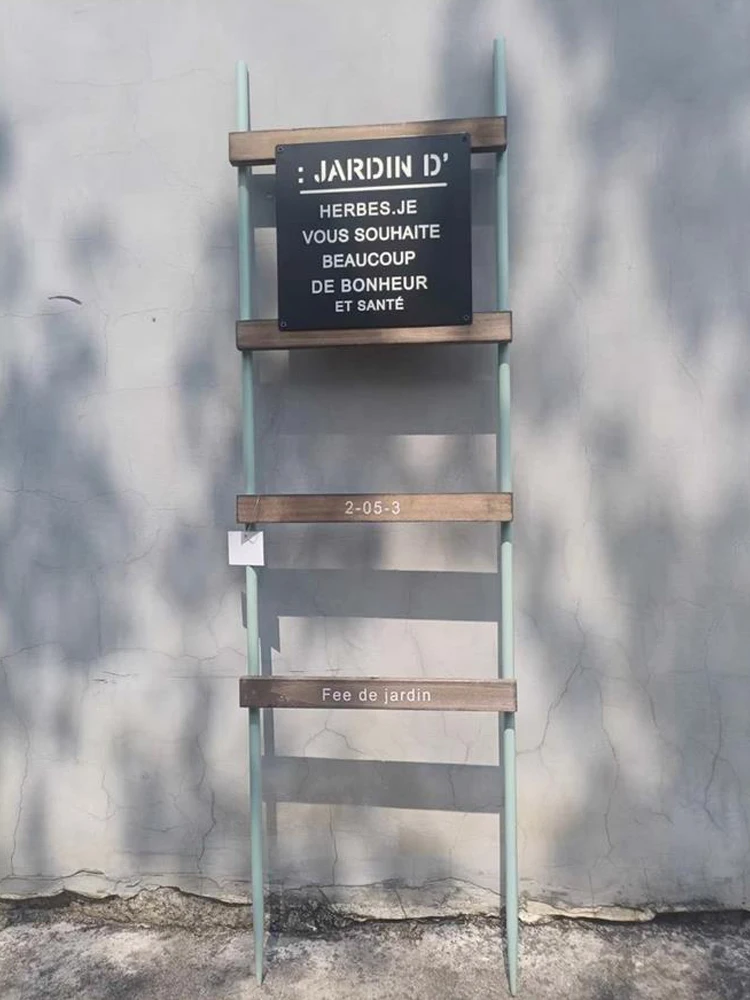 : JARDIN D'
HERBES.JE
VOUS SOUHAITE
BEAUCOUP
DE BONHEUR
ET SANTÉ
2-05-3
Fee de jardin